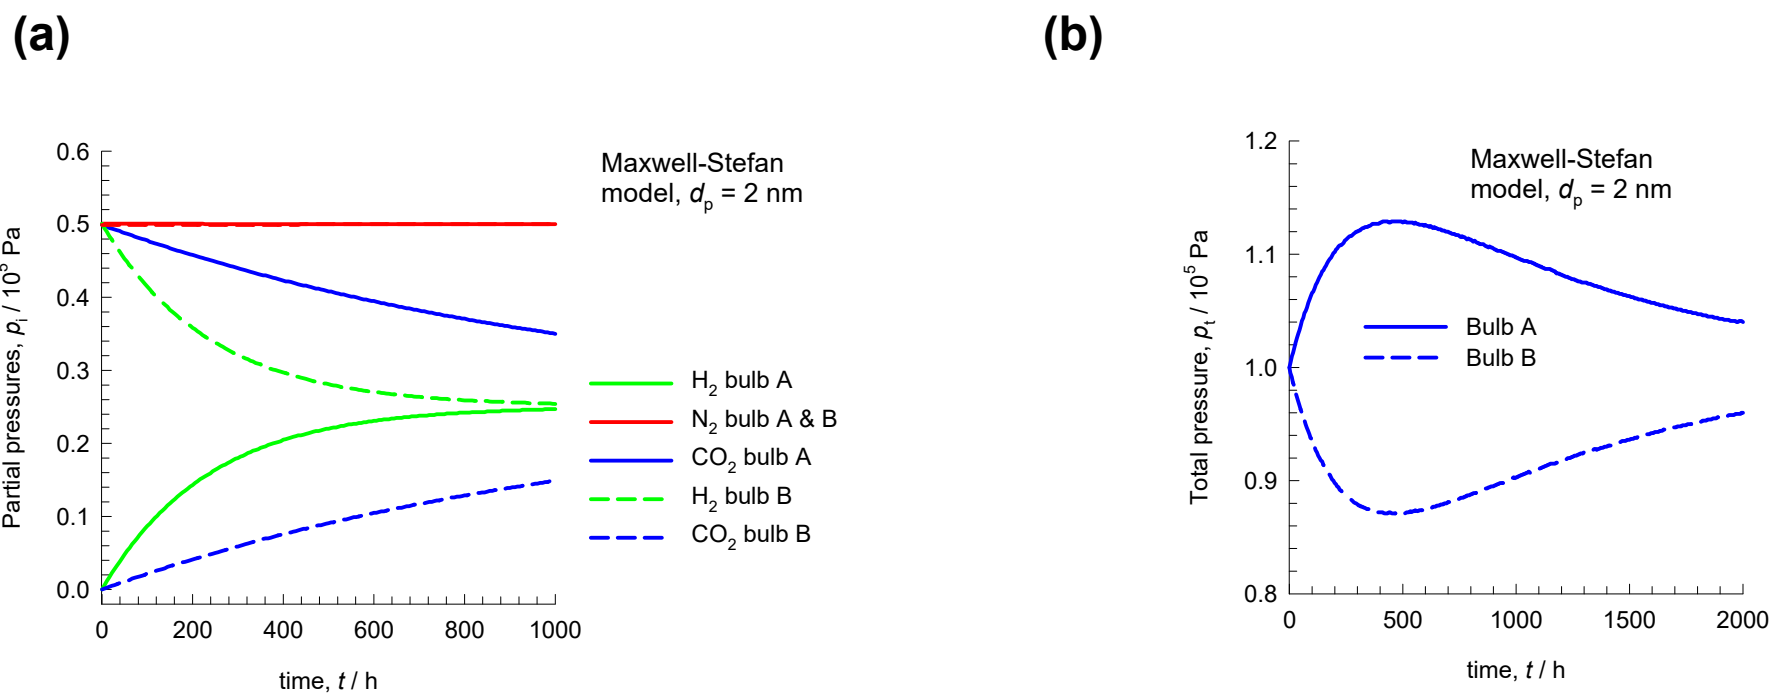 (a)
(b)
Maxwell-Stefan
model, dp = 2 nm
0.6
0.5
0.4
0.3
0.2
0.1
0.0
Partial pressures, pi / 10⁵ Pa
0 200 400 600 800 1000
time, t / h
H₂ bulb A
N₂ bulb A & B
CO₂ bulb A
H₂ bulb B
CO₂ bulb B
Maxwell-Stefan
model, dp = 2 nm
1.2
1.1
1.0
0.9
0.8
Total pressure, pt / 10⁵ Pa
Bulb A
Bulb B
0 500 1000 1500 2000
time, t / h